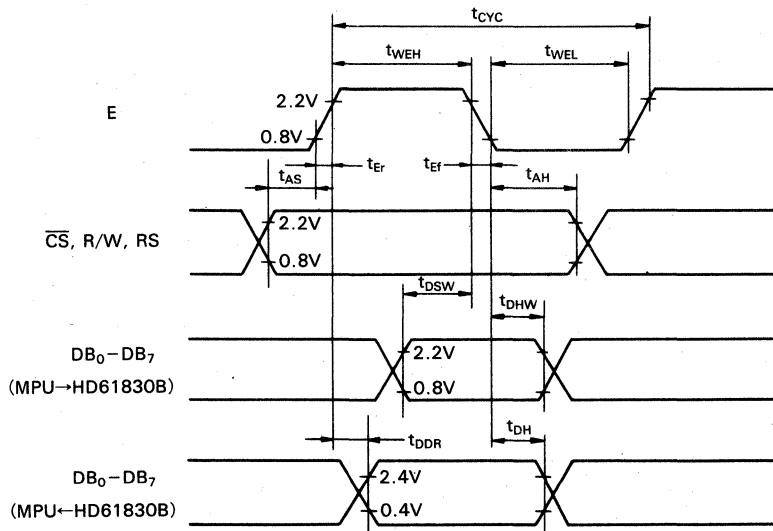 tCYC
tWEH tWEL
E
2.2V
0.8V
tEr tEf
tAS tAH
CS, R/W, RS
2.2V
0.8V
tDSW tDHW
DB0–DB7
(MPU→HD61830B)
2.2V
0.8V
tDDR tDH
DB0–DB7
(MPU←HD61830B)
2.4V
0.4V